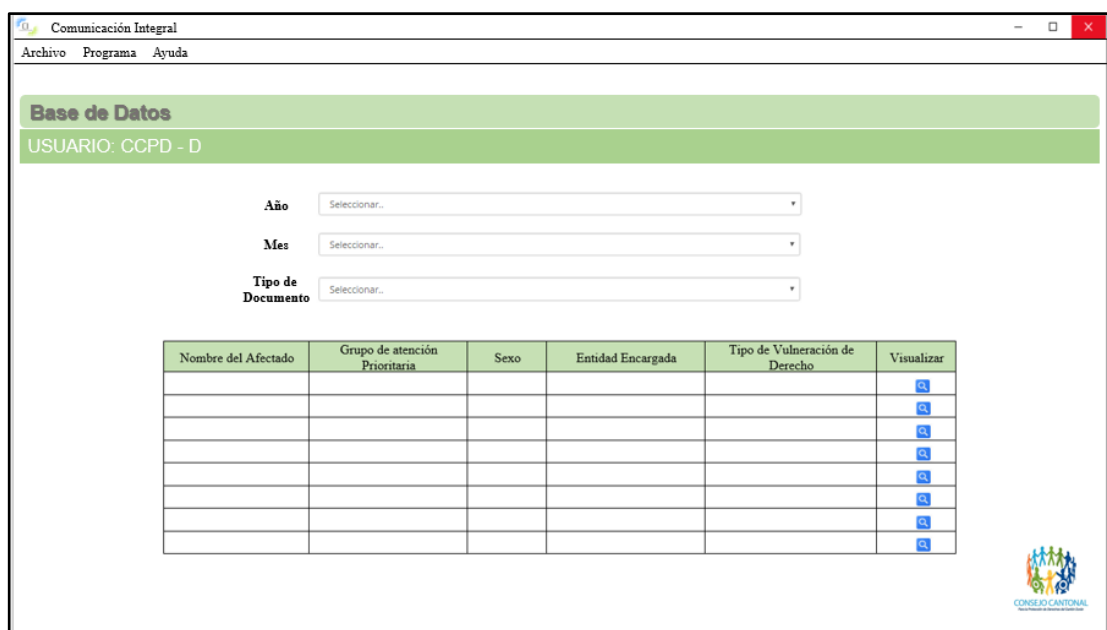 Comunicación Integral
Archivo Programa Ayuda
Base de Datos
USUARIO: CCPD - D
Año Seleccionar..
Mes Seleccionar..
Tipo de
Documento Seleccionar..
Nombre del Afectado Grupo de atención Prioritaria Sexo Entidad Encargada Tipo de Vulneración de Derecho Visualizar
CONSEJO CANTONAL